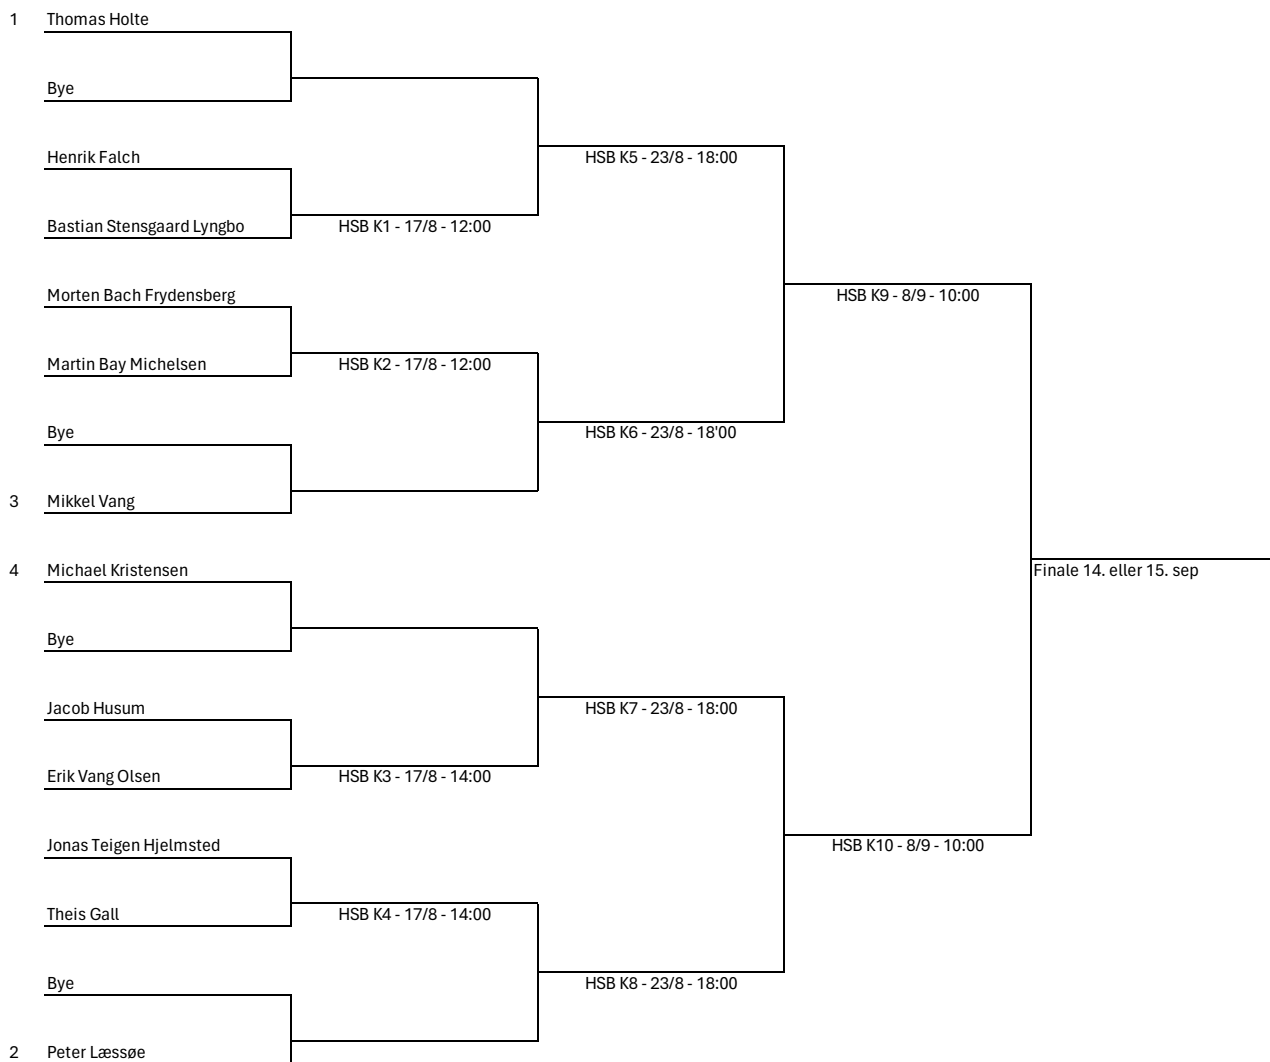 1 Thomas Holte
Bye
Henrik Falch
HSB K5 - 23/8 - 18:00
Bastian Stensgaard Lyngbo
HSB K1 - 17/8 - 12:00
Morten Bach Frydensberg
HSB K9 - 8/9 - 10:00
Martin Bay Michelsen
HSB K2 - 17/8 - 12:00
Bye
HSB K6 - 23/8 - 18'00
3 Mikkel Vang
4 Michael Kristensen
Finale 14. eller 15. sep
Bye
Jacob Husum
HSB K7 - 23/8 - 18:00
Erik Vang Olsen
HSB K3 - 17/8 - 14:00
Jonas Teigen Hjelmsted
HSB K10 - 8/9 - 10:00
Theis Gall
HSB K4 - 17/8 - 14:00
Bye
HSB K8 - 23/8 - 18:00
2 Peter Læssøe